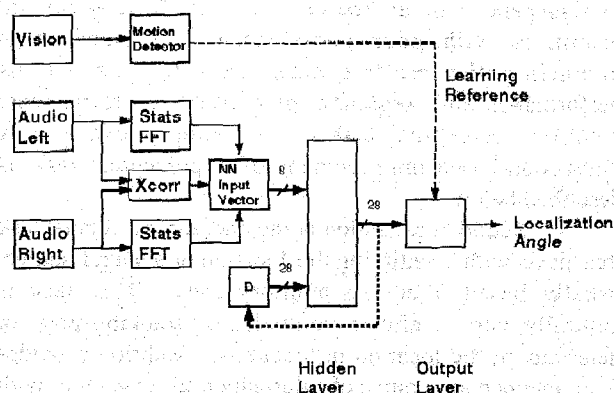 Vision
Motion
Detector
Learning
Reference
Audio
Left
Stats
FFT
Xcorr
NN
Input
Vector
8
28
Localization
Angle
Audio
Right
Stats
FFT
D
28
Hidden
Layer
Output
Layer